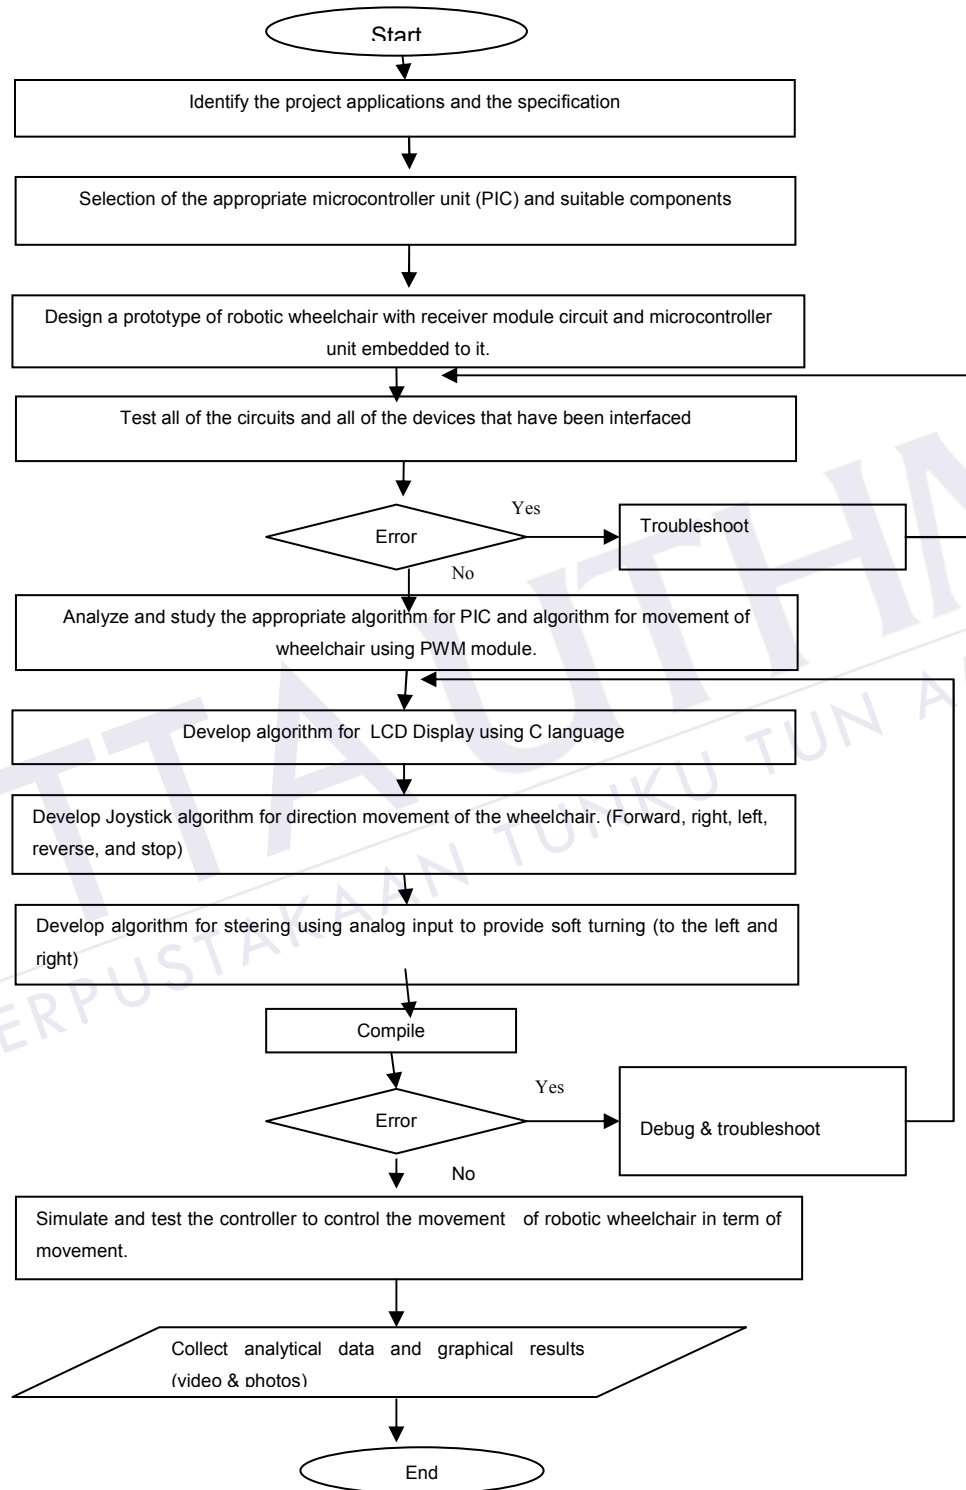 Start
Identify the project applications and the specification
Selection of the appropriate microcontroller unit (PIC) and suitable components
Design a prototype of robotic wheelchair with receiver module circuit and microcontroller
unit embedded to it.
Test all of the circuits and all of the devices that have been interfaced
Error
Yes
Troubleshoot
No
Analyze and study the appropriate algorithm for PIC and algorithm for movement of
wheelchair using PWM module.
Develop algorithm for LCD Display using C language
Develop Joystick algorithm for direction movement of the wheelchair. (Forward, right, left,
reverse, and stop)
Develop algorithm for steering using analog input to provide soft turning (to the left and
right)
Compile
Error
Yes
Debug & troubleshoot
No
Simulate and test the controller to control the movement of robotic wheelchair in term of
movement.
Collect analytical data and graphical results
(video & photos)
End
PTTA UTHM
PERPUSTAKAAN TUNKU TUN A